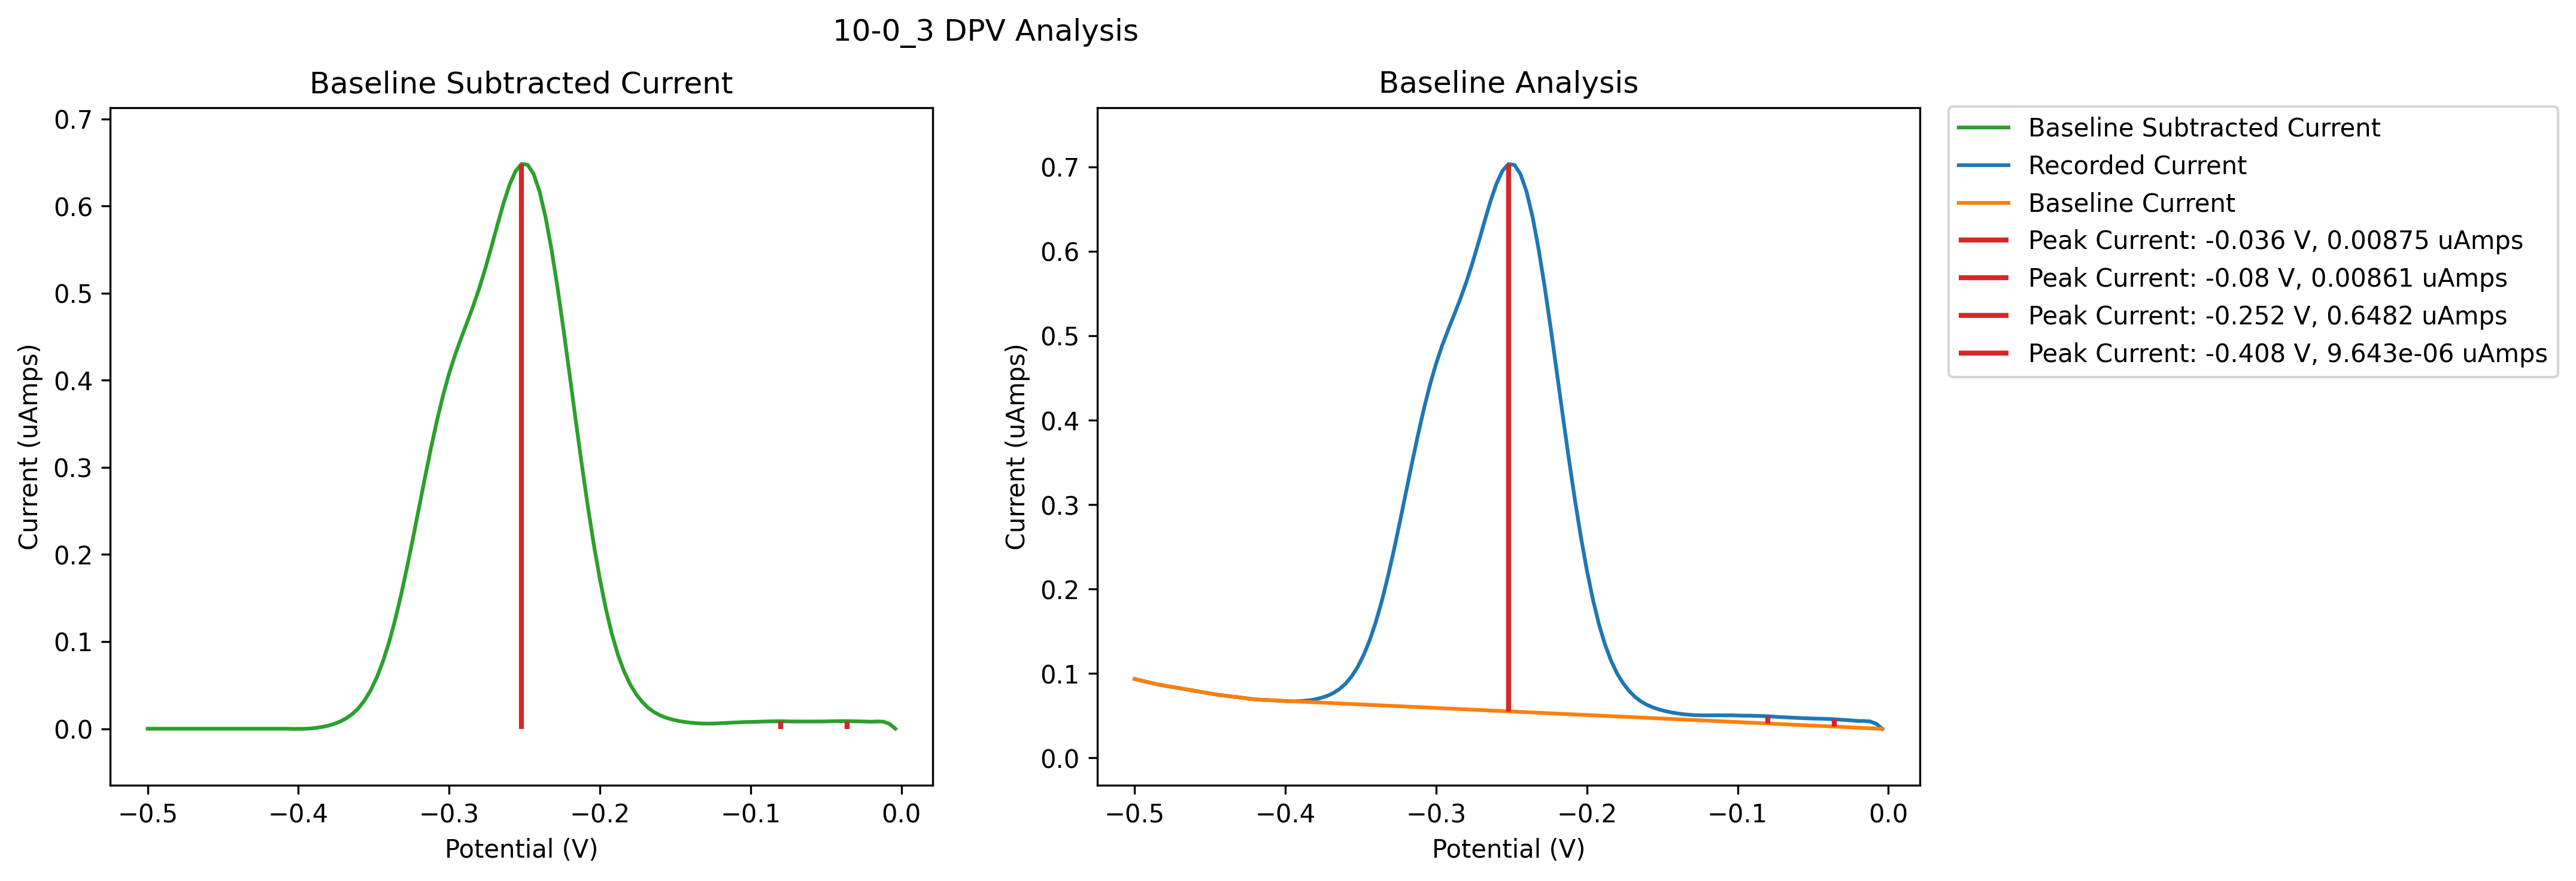 10-0_3 DPV Analysis
Baseline Subtracted Current
Current (uAmps)
0.7
0.6
0.5
0.4
0.3
0.2
0.1
0.0
−0.5 −0.4 −0.3 −0.2 −0.1 0.0
Potential (V)
Baseline Analysis
Current (uAmps)
0.7
0.6
0.5
0.4
0.3
0.2
0.1
0.0
−0.5 −0.4 −0.3 −0.2 −0.1 0.0
Potential (V)
Baseline Subtracted Current
Recorded Current
Baseline Current
Peak Current: -0.036 V, 0.00875 uAmps
Peak Current: -0.08 V, 0.00861 uAmps
Peak Current: -0.252 V, 0.6482 uAmps
Peak Current: -0.408 V, 9.643e-06 uAmps